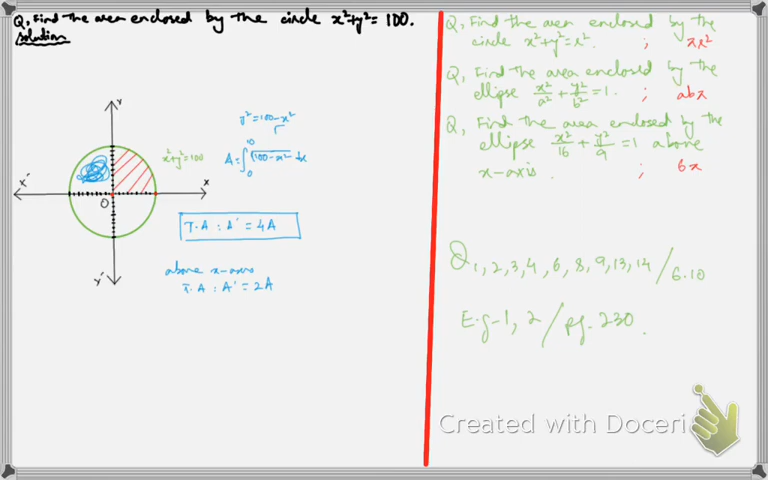 Q, Find the area enclosed by the circle x²+y²= 100.
Solution
y
y² = 100-x²
x²+y²=100
A = ∫₀¹⁰ √100-x² dx
x'
x
O
T.A : A' = 4A
above x-axis
T.A : A' = 2A
y'
Q, Find the area enclosed by the
circle x²+y²=r². ; πr²
Q, Find the area enclosed by the
ellipse x²/a² + y²/b² = 1. ; abπ
Q, Find the area enclosed by the
ellipse x²/16 + y²/9 = 1 above
x-axis. ; 6π
Q 1, 2, 3, 4, 6, 8, 9, 13, 14 / 6.10
E.g-1, 2 / pg. 230.
Created with Doceri